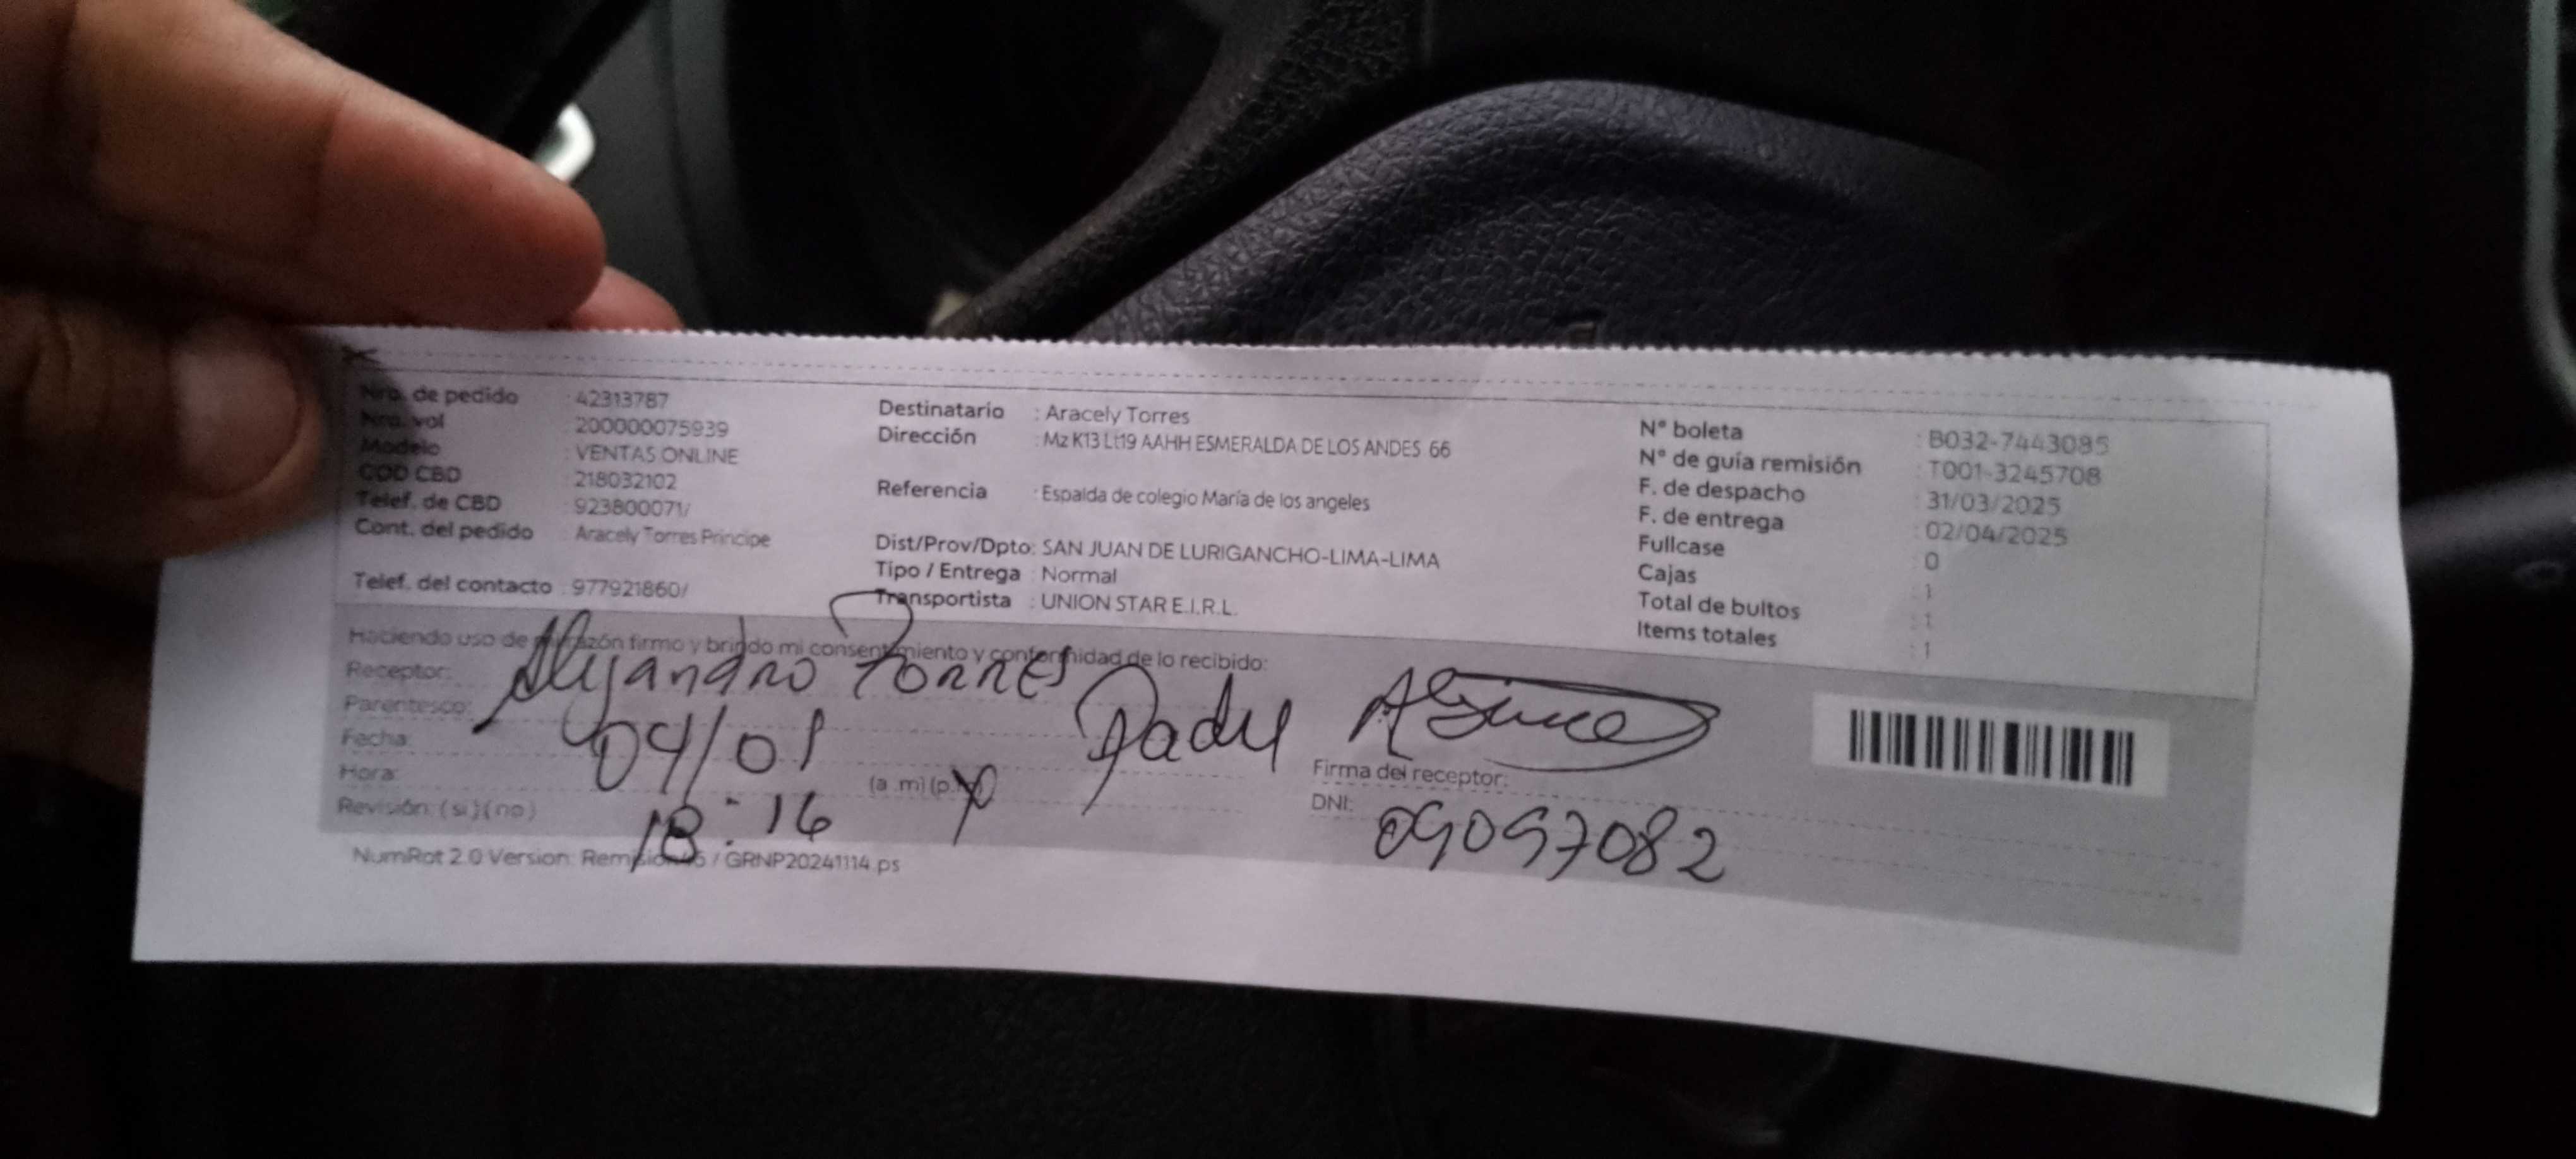 Nro. de pedido : 42313787
Nro. vol : 200000075939
Modelo : VENTAS ONLINE
COD CBD : 218032102
Telef. de CBD : 923800071/
Cont. del pedido : Aracely Torres Principe
Telef. del contacto : 977921860/
Destinatario : Aracely Torres
Dirección : Mz K13 Lt19 AAHH ESMERALDA DE LOS ANDES 66
Referencia : Espalda de colegio María de los angeles
Dist/Prov/Dpto: SAN JUAN DE LURIGANCHO-LIMA-LIMA
Tipo / Entrega : Normal
Transportista : UNION STAR E.I.R.L.
N° boleta : B032-7443085
N° de guía remisión : T001-3245708
F. de despacho : 31/03/2025
F. de entrega : 02/04/2025
Fullcase : 0
Cajas : 1
Total de bultos : 1
Items totales : 1
Haciendo uso de mi razón firmo y brindo mi consentimiento y conformidad de lo recibido:
Receptor: Alejandro Torres
Parentesco:
Fecha: 04/01
Hora: 18:16 (a.m) (p.m)
Revisión: (si) (no)
Firma del receptor:
DNI: 09097082
NumRot 2.0 Version: Remision46 / GRNP20241114.ps